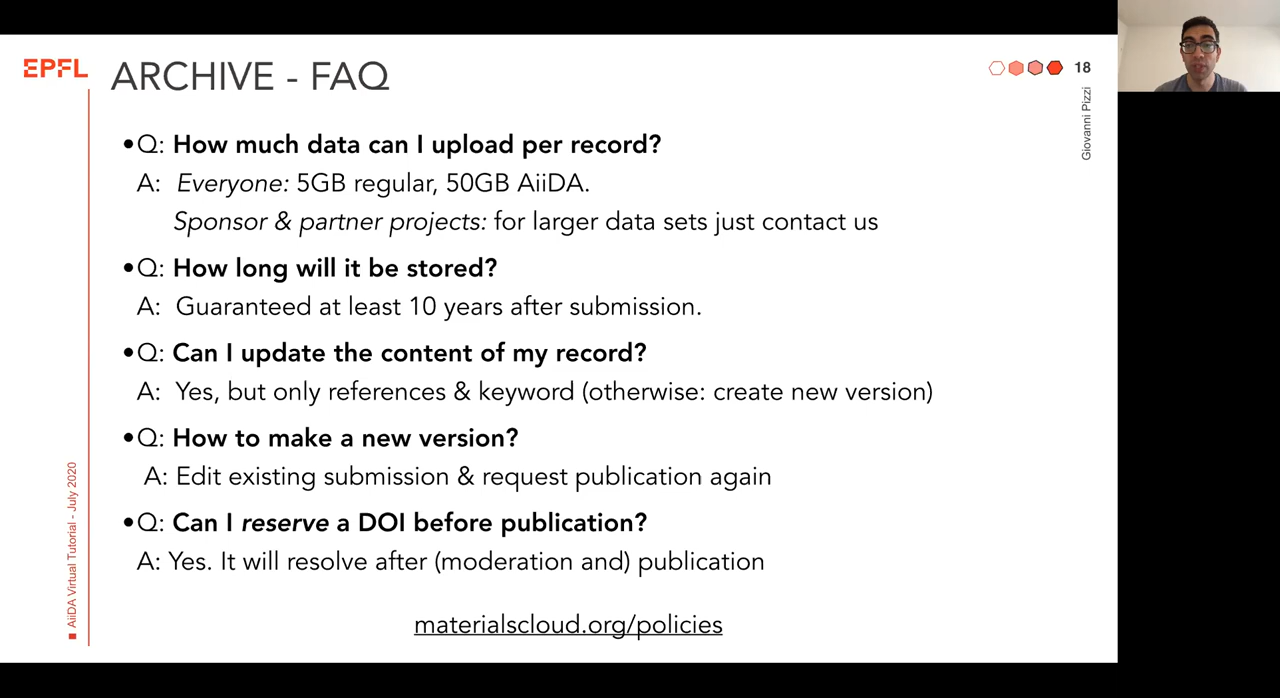 EPFL
ARCHIVE - FAQ
18
Giovanni Pizzi
•Q: How much data can I upload per record?
A: Everyone: 5GB regular, 50GB AiiDA.
Sponsor & partner projects: for larger data sets just contact us
•Q: How long will it be stored?
A: Guaranteed at least 10 years after submission.
•Q: Can I update the content of my record?
A: Yes, but only references & keyword (otherwise: create new version)
•Q: How to make a new version?
A: Edit existing submission & request publication again
•Q: Can I reserve a DOI before publication?
A: Yes. It will resolve after (moderation and) publication
materialscloud.org/policies
■ AiiDA Virtual Tutorial - July 2020